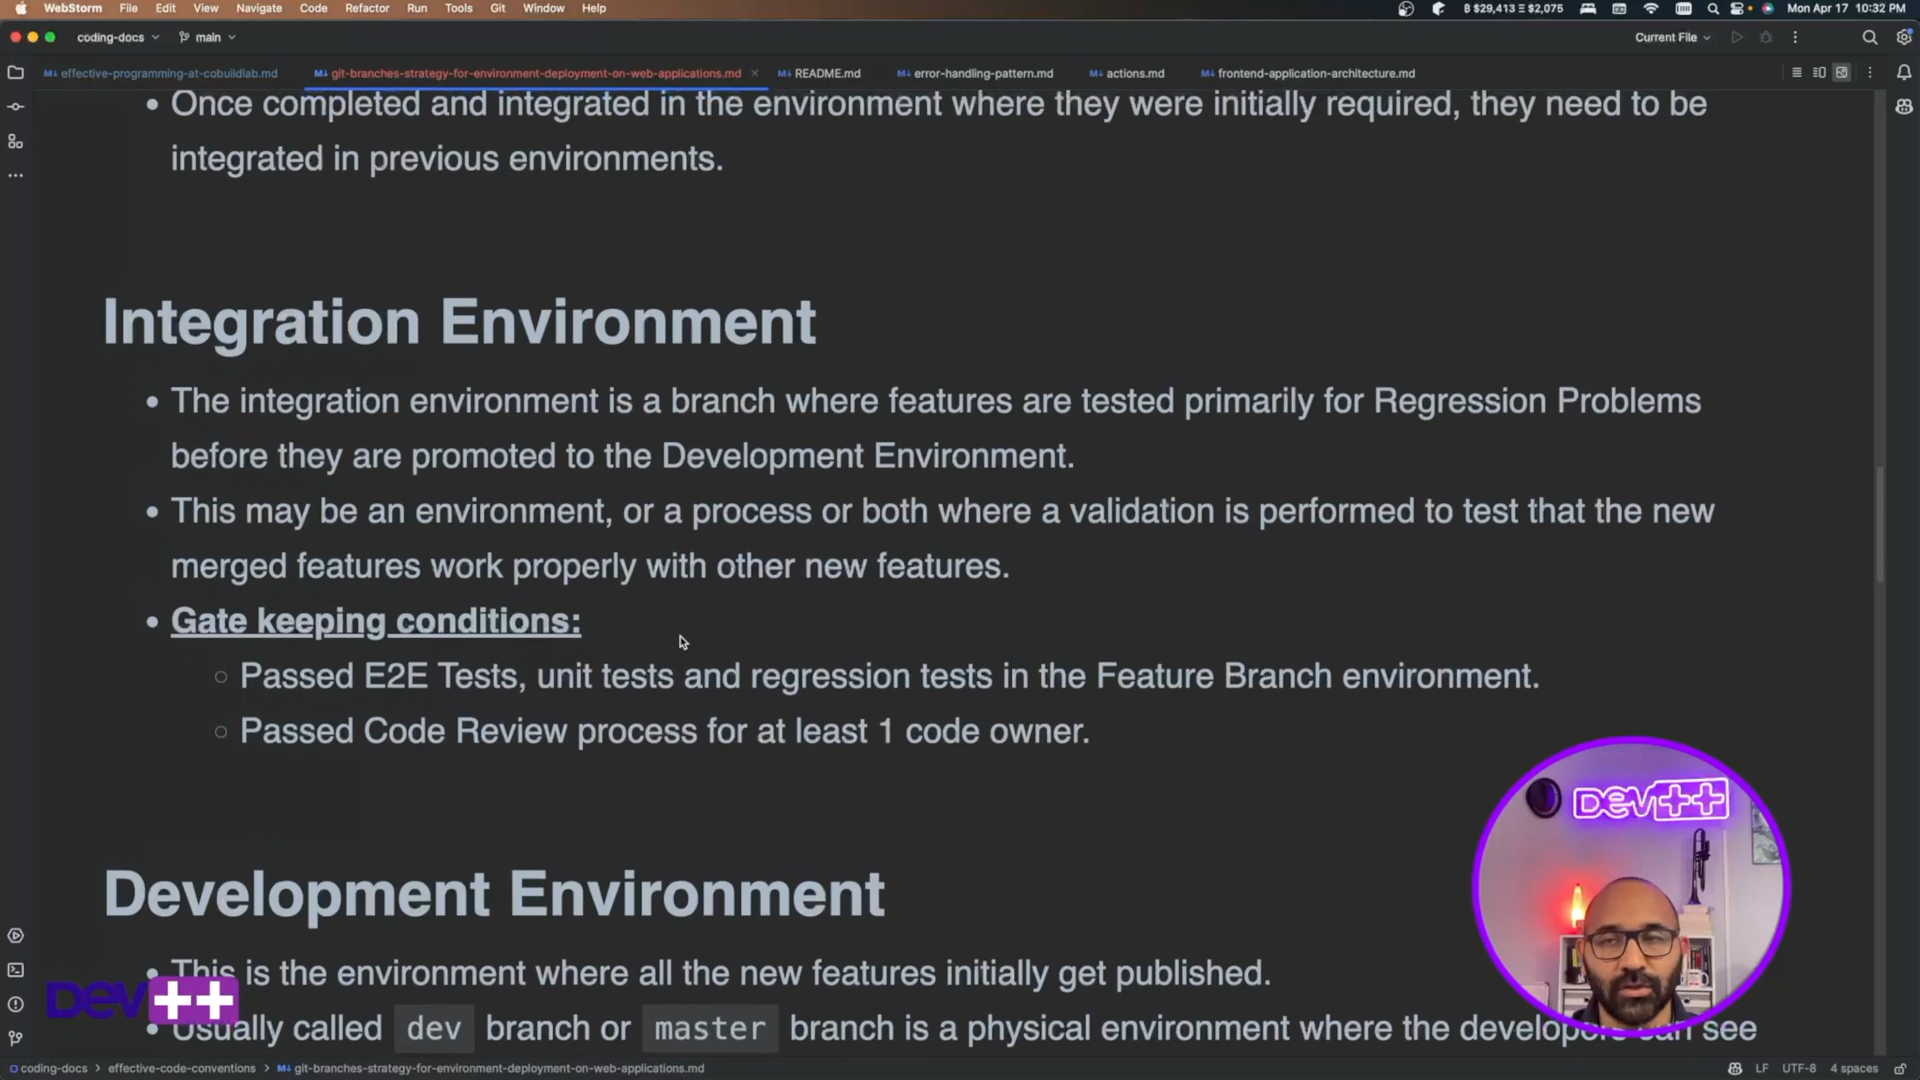 WebStorm File Edit View Navigate Code Refactor Run Tools Git Window Help
$29,413 Ξ $2,075 Mon Apr 17 10:32 PM
coding-docs main Current File
effective-programming-at-cobuildlab.md git-branches-strategy-for-environment-deployment-on-web-applications.md README.md error-handling-pattern.md actions.md frontend-application-architecture.md
• Once completed and integrated in the environment where they were initially required, they need to be
integrated in previous environments.
Integration Environment
• The integration environment is a branch where features are tested primarily for Regression Problems
before they are promoted to the Development Environment.
• This may be an environment, or a process or both where a validation is performed to test that the new
merged features work properly with other new features.
• Gate keeping conditions:
○ Passed E2E Tests, unit tests and regression tests in the Feature Branch environment.
○ Passed Code Review process for at least 1 code owner.
DEV++
Development Environment
• This is the environment where all the new features initially get published.
DEV++
• Usually called dev branch or master branch is a physical environment where the developers can see
coding-docs > effective-code-conventions > git-branches-strategy-for-environment-deployment-on-web-applications.md LF UTF-8 4 spaces